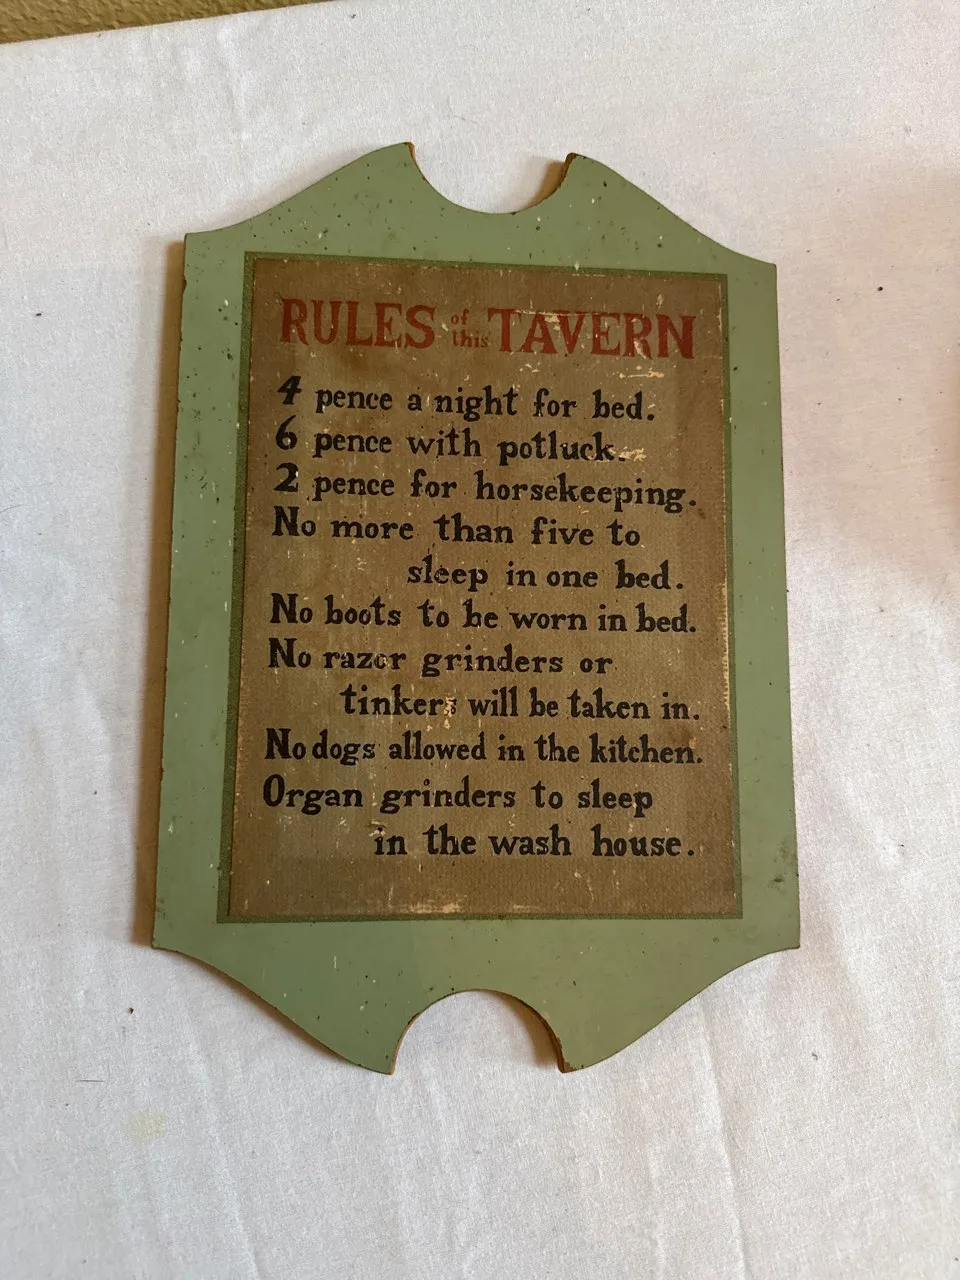 RULES of this TAVERN
4 pence a night for bed.
6 pence with potluck.
2 pence for horsekeeping.
No more than five to
sleep in one bed.
No boots to be worn in bed.
No razor grinders or
tinkers will be taken in.
No dogs allowed in the kitchen.
Organ grinders to sleep
in the wash house.